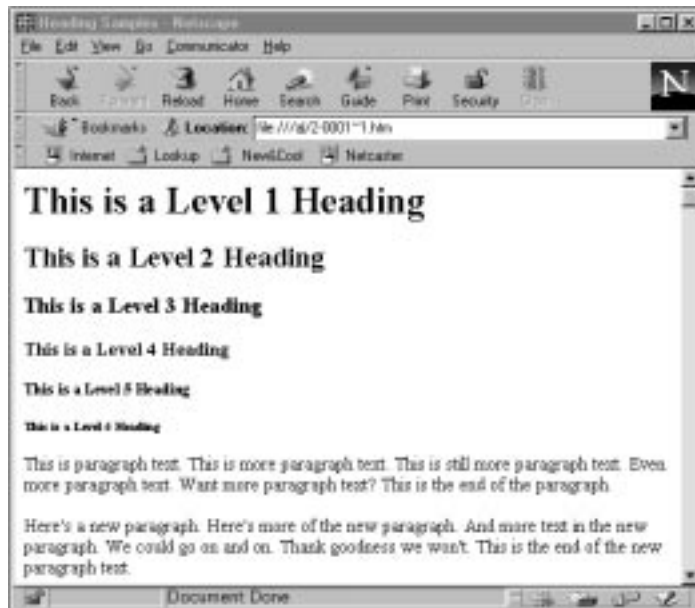 Heading Samples - Netscape
File Edit View Go Communicator Help
Back Forward Reload Home Search Guide Print Security
N
Bookmarks Location:
Internet Lookup New&Cool Netcaster
This is a Level 1 Heading
This is a Level 2 Heading
This is a Level 3 Heading
This is a Level 4 Heading
This is a Level 5 Heading
This is a Level 6 Heading
This is paragraph text. This is more paragraph text. This is still more paragraph text. Even
more paragraph text. Want more paragraph text? This is the end of the paragraph.
Here's a new paragraph. Here's more of the new paragraph. And more text in the new
paragraph. We could go on and on. Thank goodness we won't. This is the end of the new
paragraph text.
Document Done